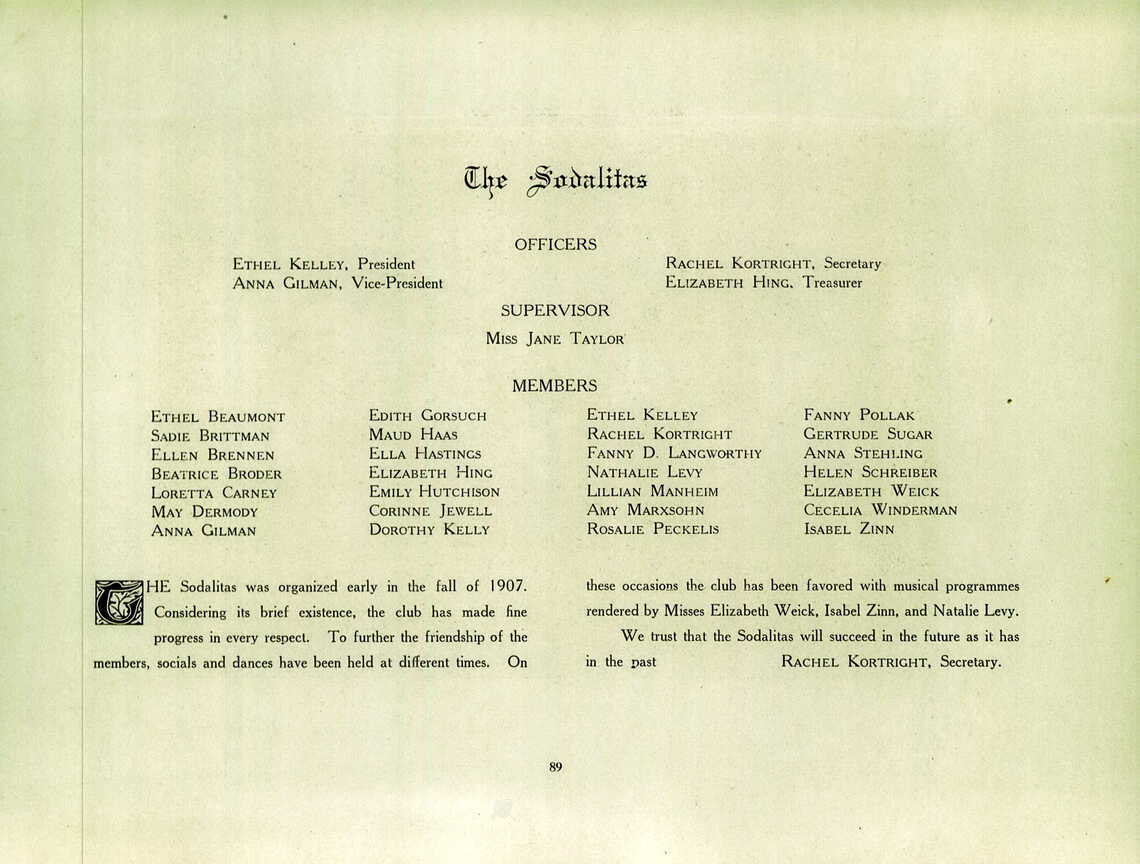 The Sodalitas
OFFICERS
ETHEL KELLEY, President
ANNA GILMAN, Vice-President
RACHEL KORTRIGHT, Secretary
ELIZABETH HING, Treasurer
SUPERVISOR
MISS JANE TAYLOR
MEMBERS
ETHEL BEAUMONT
SADIE BRITTMAN
ELLEN BRENNEN
BEATRICE BRODER
LORETTA CARNEY
MAY DERMODY
ANNA GILMAN
EDITH GORSUCH
MAUD HAAS
ELLA HASTINGS
ELIZABETH HING
EMILY HUTCHISON
CORINNE JEWELL
DOROTHY KELLY
ETHEL KELLEY
RACHEL KORTRIGHT
FANNY D. LANGWORTHY
NATHALIE LEVY
LILLIAN MANHEIM
AMY MARXSOHN
ROSALIE PECKELIS
FANNY POLLAK
GERTRUDE SUGAR
ANNA STEHLING
HELEN SCHREIBER
ELIZABETH WEICK
CECELIA WINDERMAN
ISABEL ZINN
THE Sodalitas was organized early in the fall of 1907.
Considering its brief existence, the club has made fine
progress in every respect. To further the friendship of the
members, socials and dances have been held at different times. On
these occasions the club has been favored with musical programmes
rendered by Misses Elizabeth Weick, Isabel Zinn, and Natalie Levy.
We trust that the Sodalitas will succeed in the future as it has
in the past RACHEL KORTRIGHT, Secretary.
89